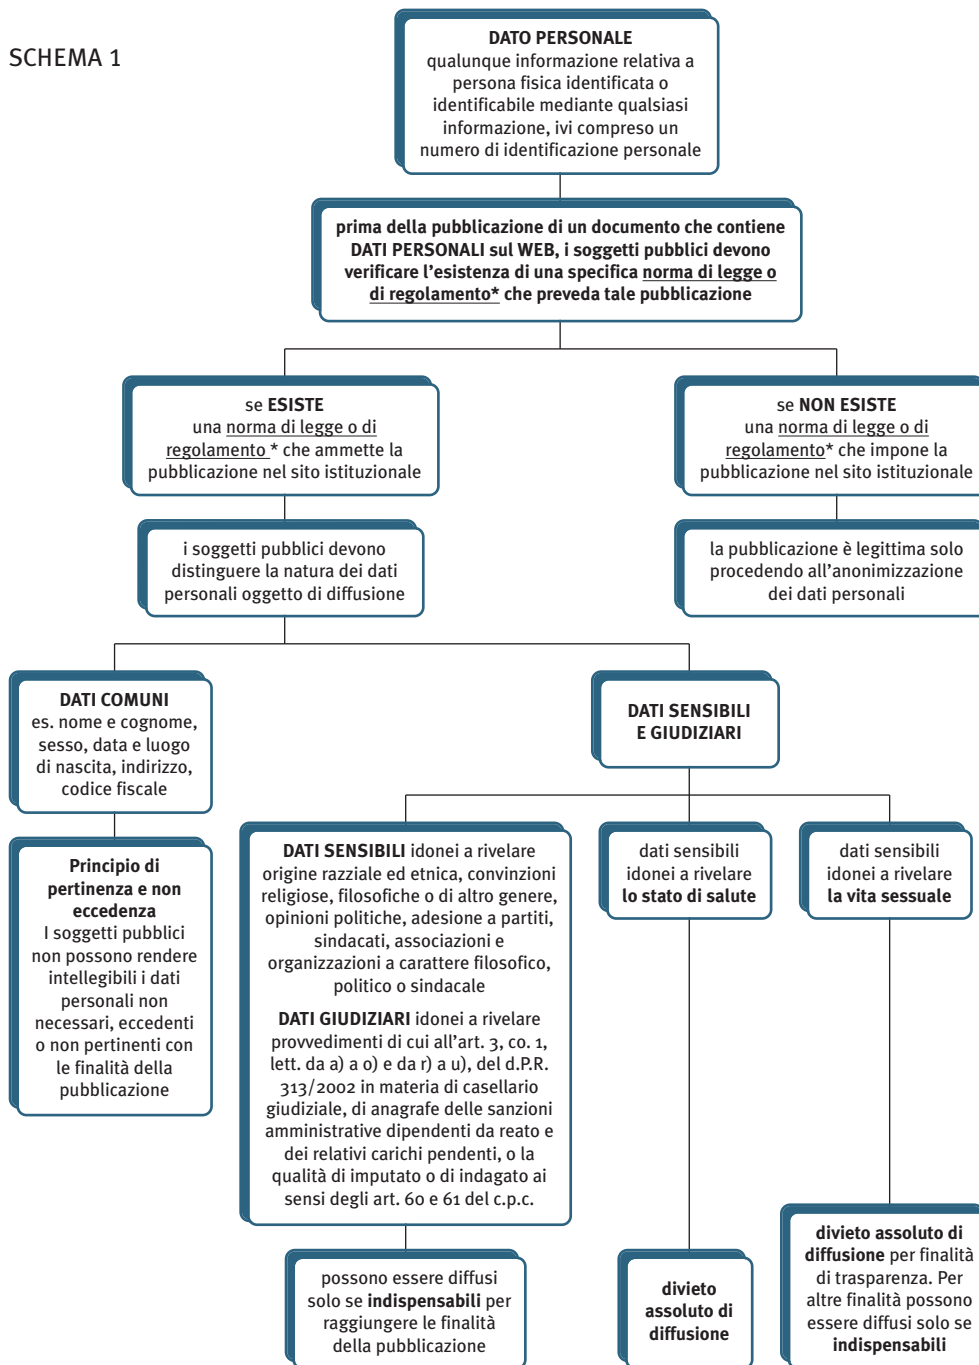 SCHEMA 1
DATO PERSONALE
qualunque informazione relativa a
persona fisica identificata o
identificabile mediante qualsiasi
informazione, ivi compreso un
numero di identificazione personale
prima della pubblicazione di un documento che contiene
DATI PERSONALI sul WEB, i soggetti pubblici devono
verificare l’esistenza di una specifica norma di legge o
di regolamento* che preveda tale pubblicazione
se ESISTE
una norma di legge o di
regolamento * che ammette la
pubblicazione nel sito istituzionale
se NON ESISTE
una norma di legge o di
regolamento* che impone la
pubblicazione nel sito istituzionale
i soggetti pubblici devono
distinguere la natura dei dati
personali oggetto di diffusione
la pubblicazione è legittima solo
procedendo all’anonimizzazione
dei dati personali
DATI COMUNI
es. nome e cognome,
sesso, data e luogo
di nascita, indirizzo,
codice fiscale
DATI SENSIBILI
E GIUDIZIARI
Principio di
pertinenza e non
eccedenza
I soggetti pubblici
non possono rendere
intellegibili i dati
personali non
necessari, eccedenti
o non pertinenti con
le finalità della
pubblicazione
DATI SENSIBILI idonei a rivelare
origine razziale ed etnica, convinzioni
religiose, filosofiche o di altro genere,
opinioni politiche, adesione a partiti,
sindacati, associazioni e
organizzazioni a carattere filosofico,
politico o sindacale
DATI GIUDIZIARI idonei a rivelare
provvedimenti di cui all’art. 3, co. 1,
lett. da a) a o) e da r) a u), del d.P.R.
313/2002 in materia di casellario
giudiziale, di anagrafe delle sanzioni
amministrative dipendenti da reato e
dei relativi carichi pendenti, o la
qualità di imputato o di indagato ai
sensi degli art. 60 e 61 del c.p.c.
dati sensibili
idonei a rivelare
lo stato di salute
dati sensibili
idonei a rivelare
la vita sessuale
possono essere diffusi
solo se indispensabili per
raggiungere le finalità
della pubblicazione
divieto
assoluto di
diffusione
divieto assoluto di
diffusione per finalità
di trasparenza. Per
altre finalità possono
essere diffusi solo se
indispensabili